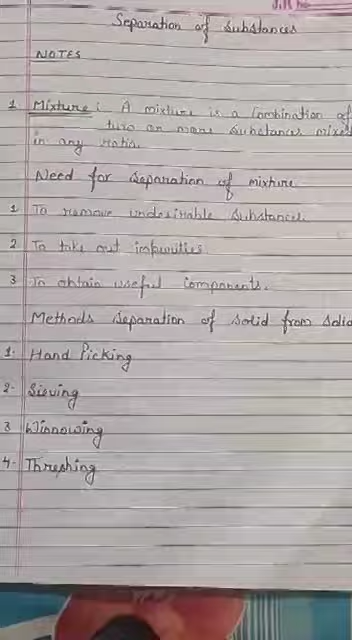 Separation of Substances
NOTES
1 Mixture : A mixture is a Combination of
two or more substances mixed
in any ratio.
Need for separation of mixture
1 To remove undesirable substances.
2 To take out impurities
3 To obtain useful components.
Methods separation of solid from solid
1. Hand Picking
2. Sieving
3 Winnowing
4. Threshing